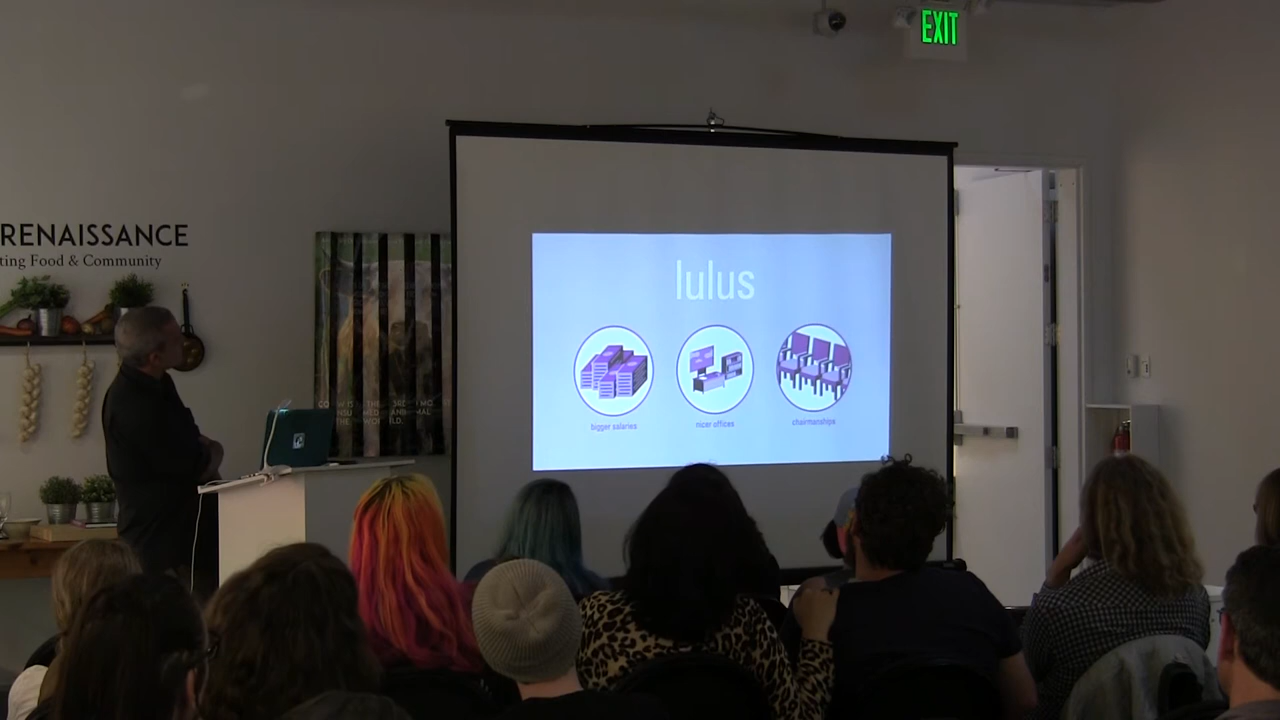 EXIT
RENAISSANCE
ting Food & Community
lulus
bigger salaries
nicer offices
chairmanships